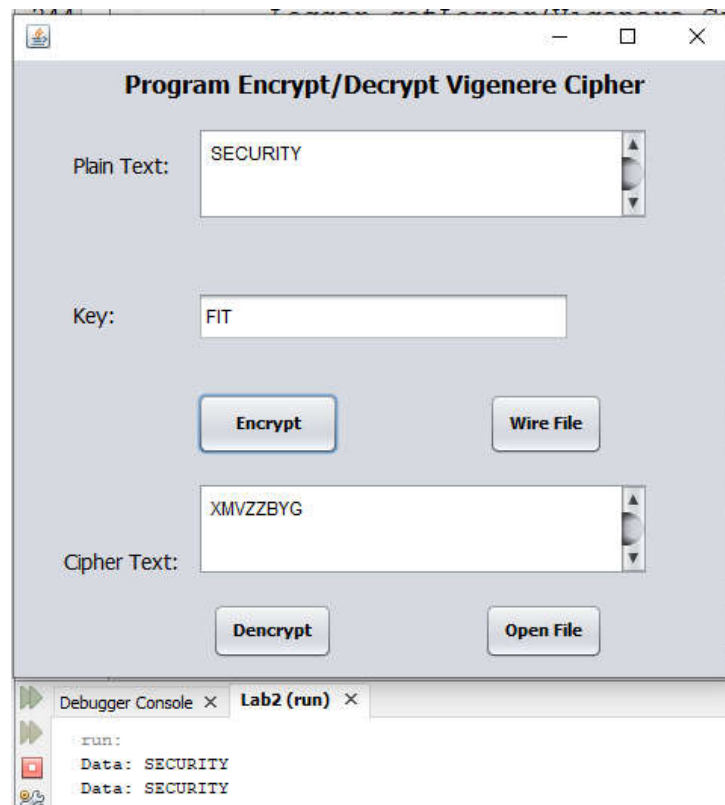 Program Encrypt/Decrypt Vigenere Cipher
Plain Text:
SECURITY
Key:
FIT
Encrypt
Wire File
XMVZZBYG
Cipher Text:
Dencrypt
Open File
Debugger Console
Lab2 (run)
run:
Data: SECURITY
Data: SECURITY